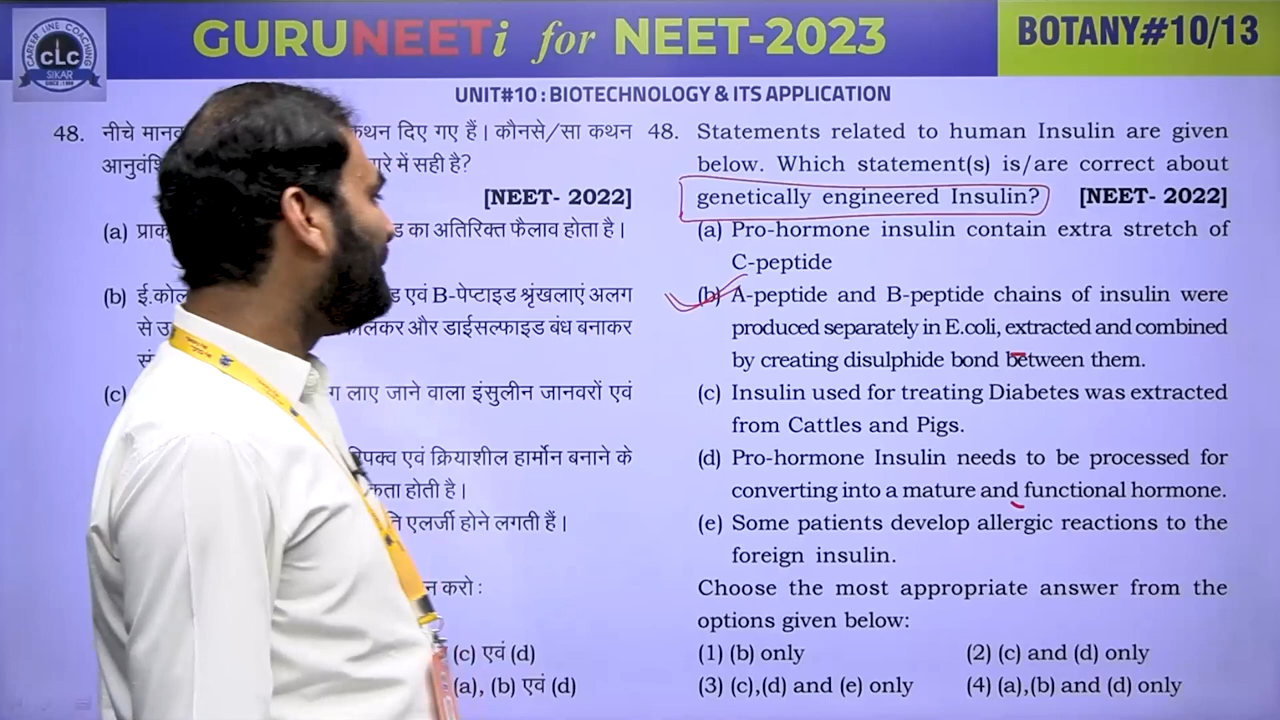 CAREER LINE COACHING
CLC
SIKAR
SINCE : 1996
GURUNEETi for NEET-2023
BOTANY#10/13
UNIT#10 : BIOTECHNOLOGY & ITS APPLICATION
48. नीचे कथन दिए गए हैं। कौनसे/सा कथन
में सही है?
[NEET- 2022]
(a) का अतिरिक्त फैलाव होता है।
(b) एवं B-पेप्टाइड श्रृंखलाएं अलग
से और डाईसल्फाइड बंध बनाकर
(c) लाए जाने वाला इंसुलीन जानवरों एवं
एवं क्रियाशील हार्मोन बनाने के
होती है।
एलर्जी होने लगती हैं।
करो :
(c) एवं (d)
(a), (b) एवं (d)
48. Statements related to human Insulin are given
below. Which statement(s) is/are correct about
genetically engineered Insulin? [NEET- 2022]
(a) Pro-hormone insulin contain extra stretch of
C-peptide
(b) A-peptide and B-peptide chains of insulin were
produced separately in E.coli, extracted and combined
by creating disulphide bond between them.
(c) Insulin used for treating Diabetes was extracted
from Cattles and Pigs.
(d) Pro-hormone Insulin needs to be processed for
converting into a mature and functional hormone.
(e) Some patients develop allergic reactions to the
foreign insulin.
Choose the most appropriate answer from the
options given below:
(1) (b) only (2) (c) and (d) only
(3) (c),(d) and (e) only (4) (a),(b) and (d) only